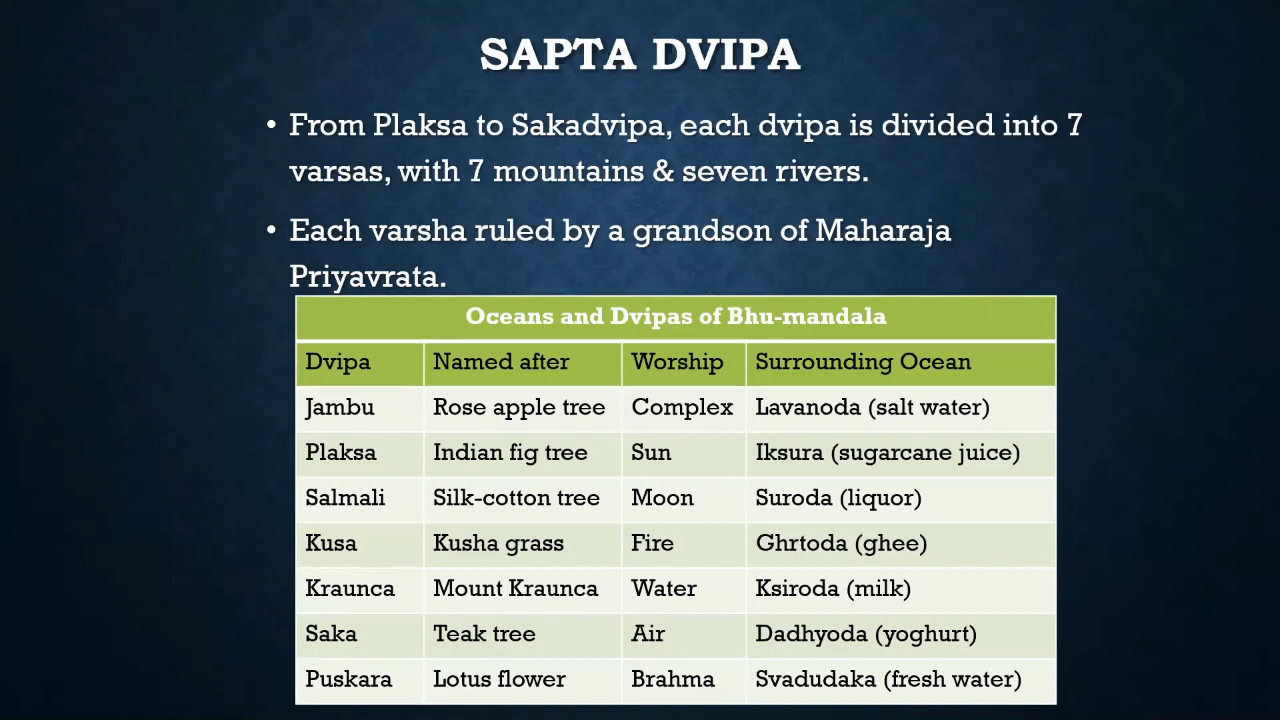 SAPTA DVIPA
• From Plaksa to Sakadvipa, each dvipa is divided into 7
varsas, with 7 mountains & seven rivers.
• Each varsha ruled by a grandson of Maharaja
Priyavrata.
Oceans and Dvipas of Bhu-mandala
Dvipa Named after Worship Surrounding Ocean
Jambu Rose apple tree Complex Lavanoda (salt water)
Plaksa Indian fig tree Sun Iksura (sugarcane juice)
Salmali Silk-cotton tree Moon Suroda (liquor)
Kusa Kusha grass Fire Ghrtoda (ghee)
Kraunca Mount Kraunca Water Ksiroda (milk)
Saka Teak tree Air Dadhyoda (yoghurt)
Puskara Lotus flower Brahma Svadudaka (fresh water)